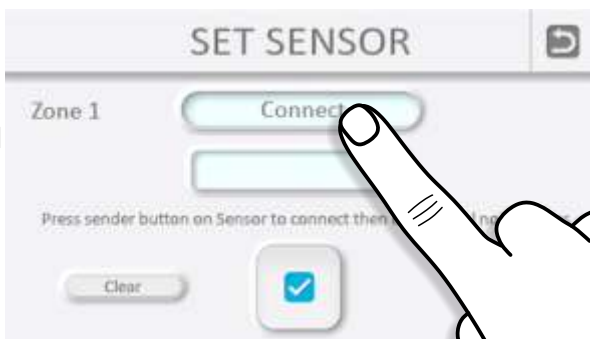 SET SENSOR
Zone 1
Connect
Press sender button on Sensor to connect then
Clear